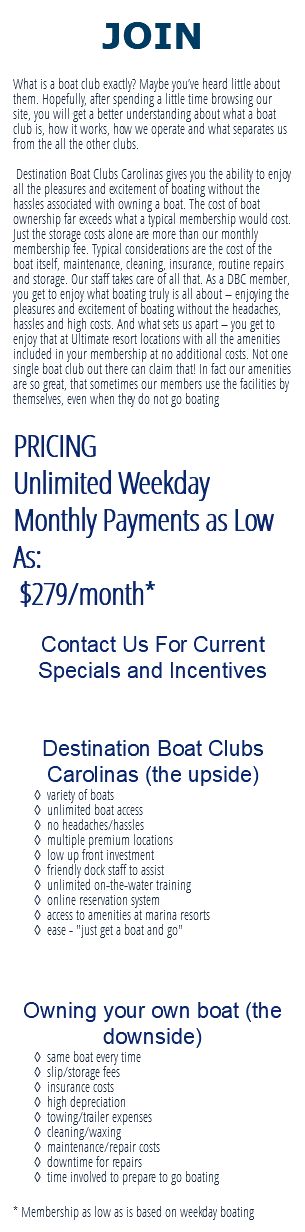 JOIN
What is a boat club exactly? Maybe you've heard little about
them. Hopefully, after spending a little time browsing our
site, you will get a better understanding about what a boat
club is, how it works, how we operate and what separates us
from the all the other clubs.
Destination Boat Clubs Carolinas gives you the ability to enjoy
all the pleasures and excitement of boating without the
hassles associated with owning a boat. The cost of boat
ownership far exceeds what a typical membership would cost.
Just the storage costs alone are more than our monthly
membership fee. Typical considerations are the cost of the
boat itself, maintenance, cleaning, insurance, routine repairs
and storage. Our staff takes care of all that. As a DBC member,
you get to enjoy what boating truly is all about – enjoying the
pleasures and excitement of boating without the headaches,
hassles and high costs. And what sets us apart – you get to
enjoy that at Ultimate resort locations with all the amenities
included in your membership at no additional costs. Not one
single boat club out there can claim that! In fact our amenities
are so great, that sometimes our members use the facilities by
themselves, even when they do not go boating
PRICING
Unlimited Weekday
Monthly Payments as Low
As:
$279/month*
Contact Us For Current
Specials and Incentives
Destination Boat Clubs
Carolinas (the upside)
◊ variety of boats
◊ unlimited boat access
◊ no headaches/hassles
◊ multiple premium locations
◊ low up front investment
◊ friendly dock staff to assist
◊ unlimited on-the-water training
◊ online reservation system
◊ access to amenities at marina resorts
◊ ease - "just get a boat and go"
Owning your own boat (the
downside)
◊ same boat every time
◊ slip/storage fees
◊ insurance costs
◊ high depreciation
◊ towing/trailer expenses
◊ cleaning/waxing
◊ maintenance/repair costs
◊ downtime for repairs
◊ time involved to prepare to go boating
* Membership as low as is based on weekday boating